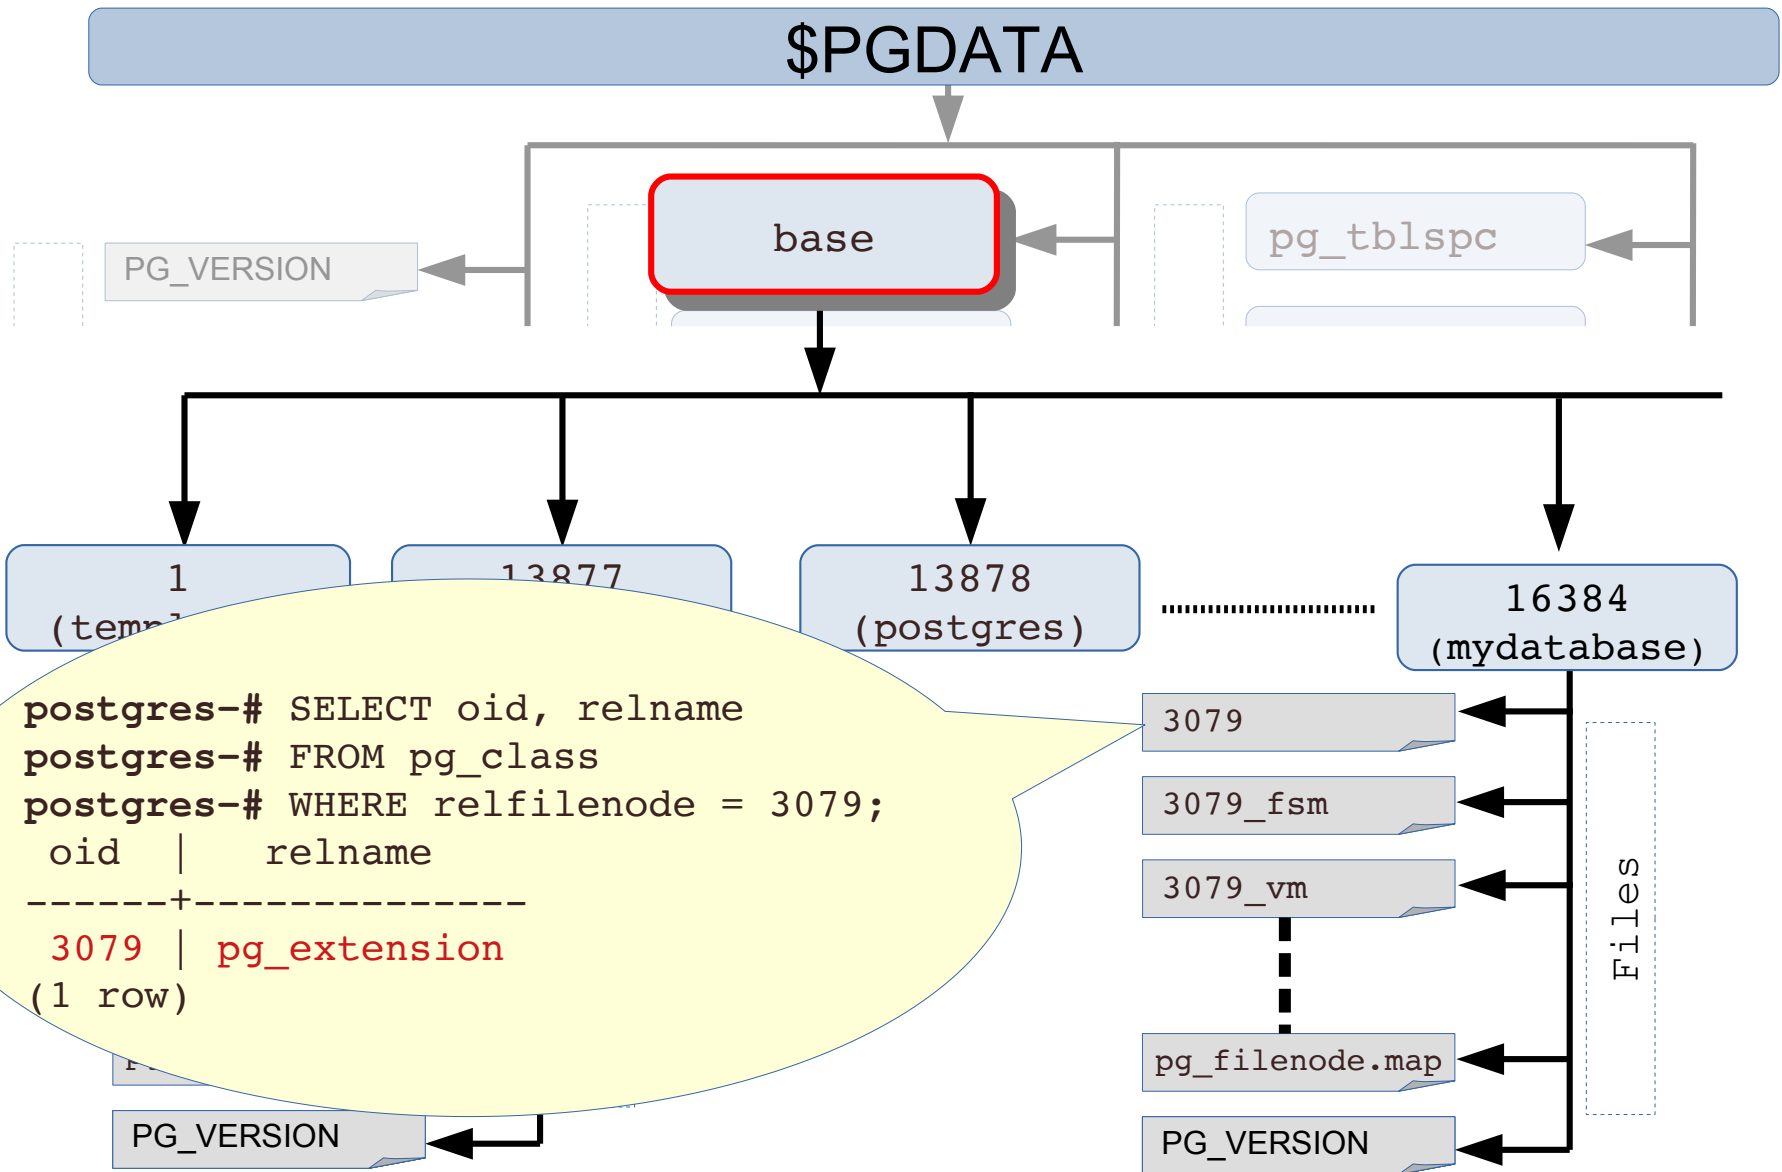 $PGDATA
base
pg_tblspc
PG_VERSION
1
13877
13878
(postgres)
16384
(mydatabase)
postgres-# SELECT oid, relname
postgres-# FROM pg_class
postgres-# WHERE relfilenode = 3079;
oid | relname
------+--------------
3079 | pg_extension
(1 row)
3079
3079_fsm
3079_vm
Files
pg_filenode.map
PG_VERSION
PG_VERSION